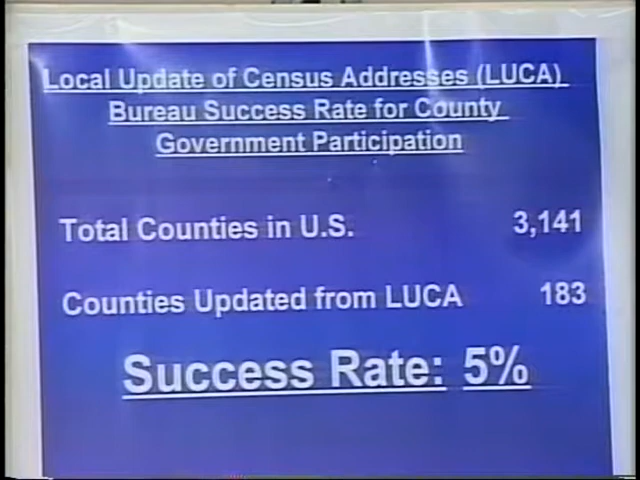 Local Update of Census Addresses (LUCA)
Bureau Success Rate for County
Government Participation
Total Counties in U.S. 3,141
Counties Updated from LUCA 183
Success Rate: 5%